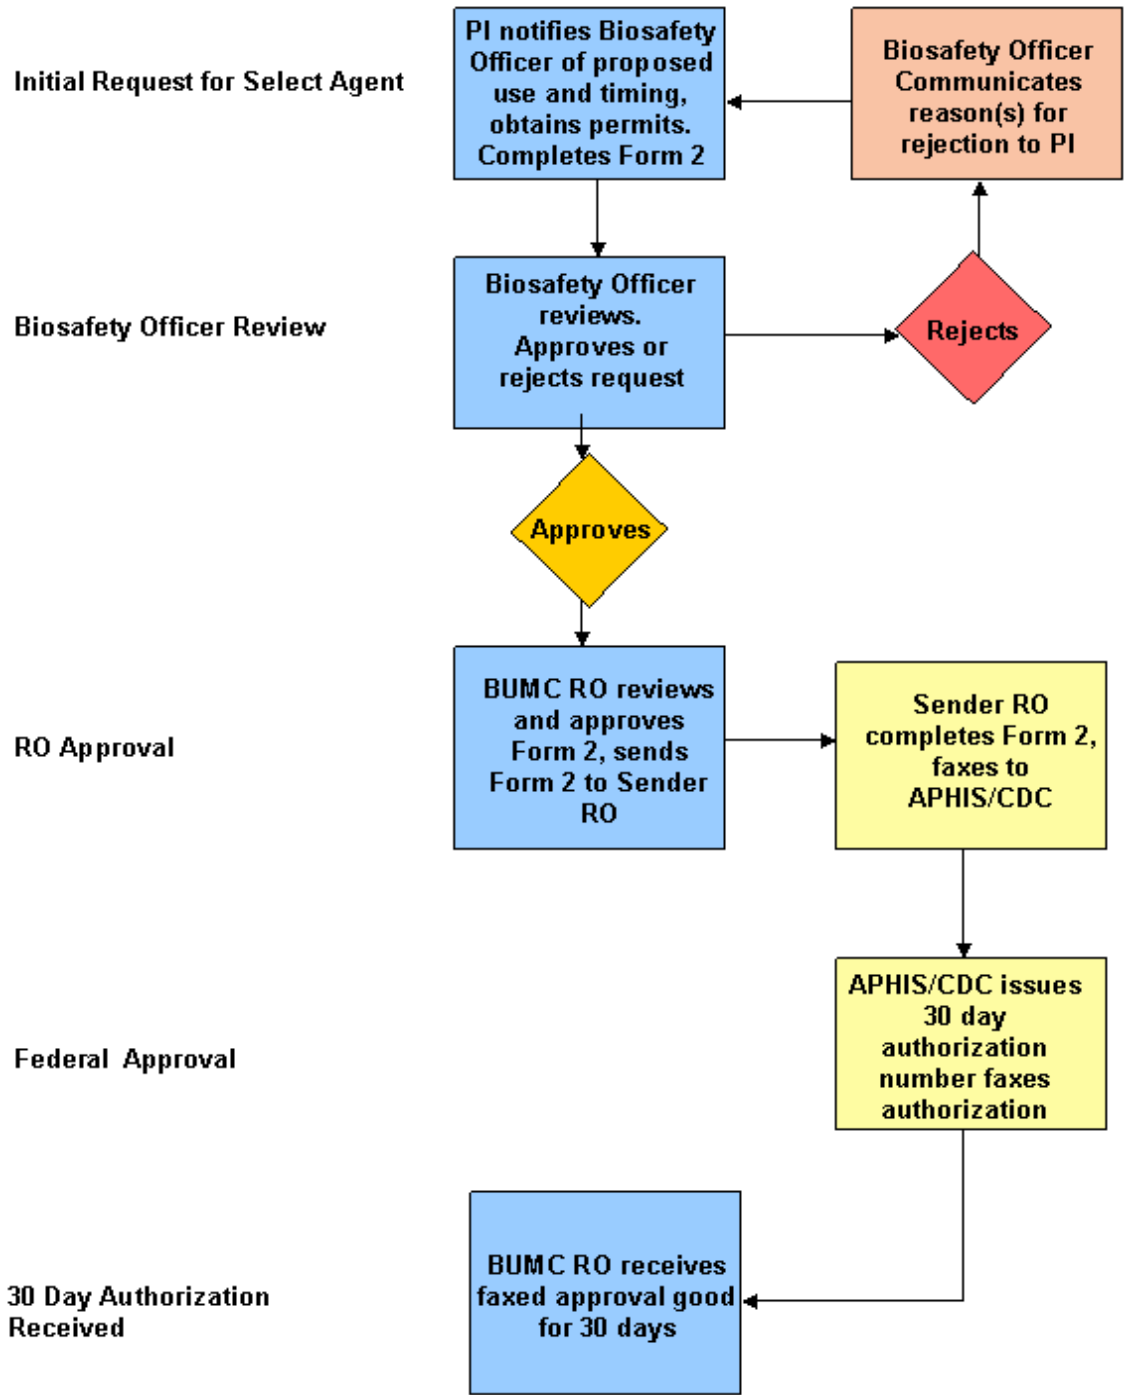 Initial Request for Select Agent
PI notifies Biosafety
Officer of proposed
use and timing,
obtains permits.
Completes Form 2
Biosafety Officer
Communicates
reason(s) for
rejection to PI
Biosafety Officer Review
Biosafety Officer
reviews.
Approves or
rejects request
Rejects
Approves
RO Approval
BUMC RO reviews
and approves
Form 2, sends
Form 2 to Sender
RO
Sender RO
completes Form 2,
faxes to
APHIS/CDC
Federal Approval
APHIS/CDC issues
30 day
authorization
number faxes
authorization
30 Day Authorization
Received
BUMC RO receives
faxed approval good
for 30 days